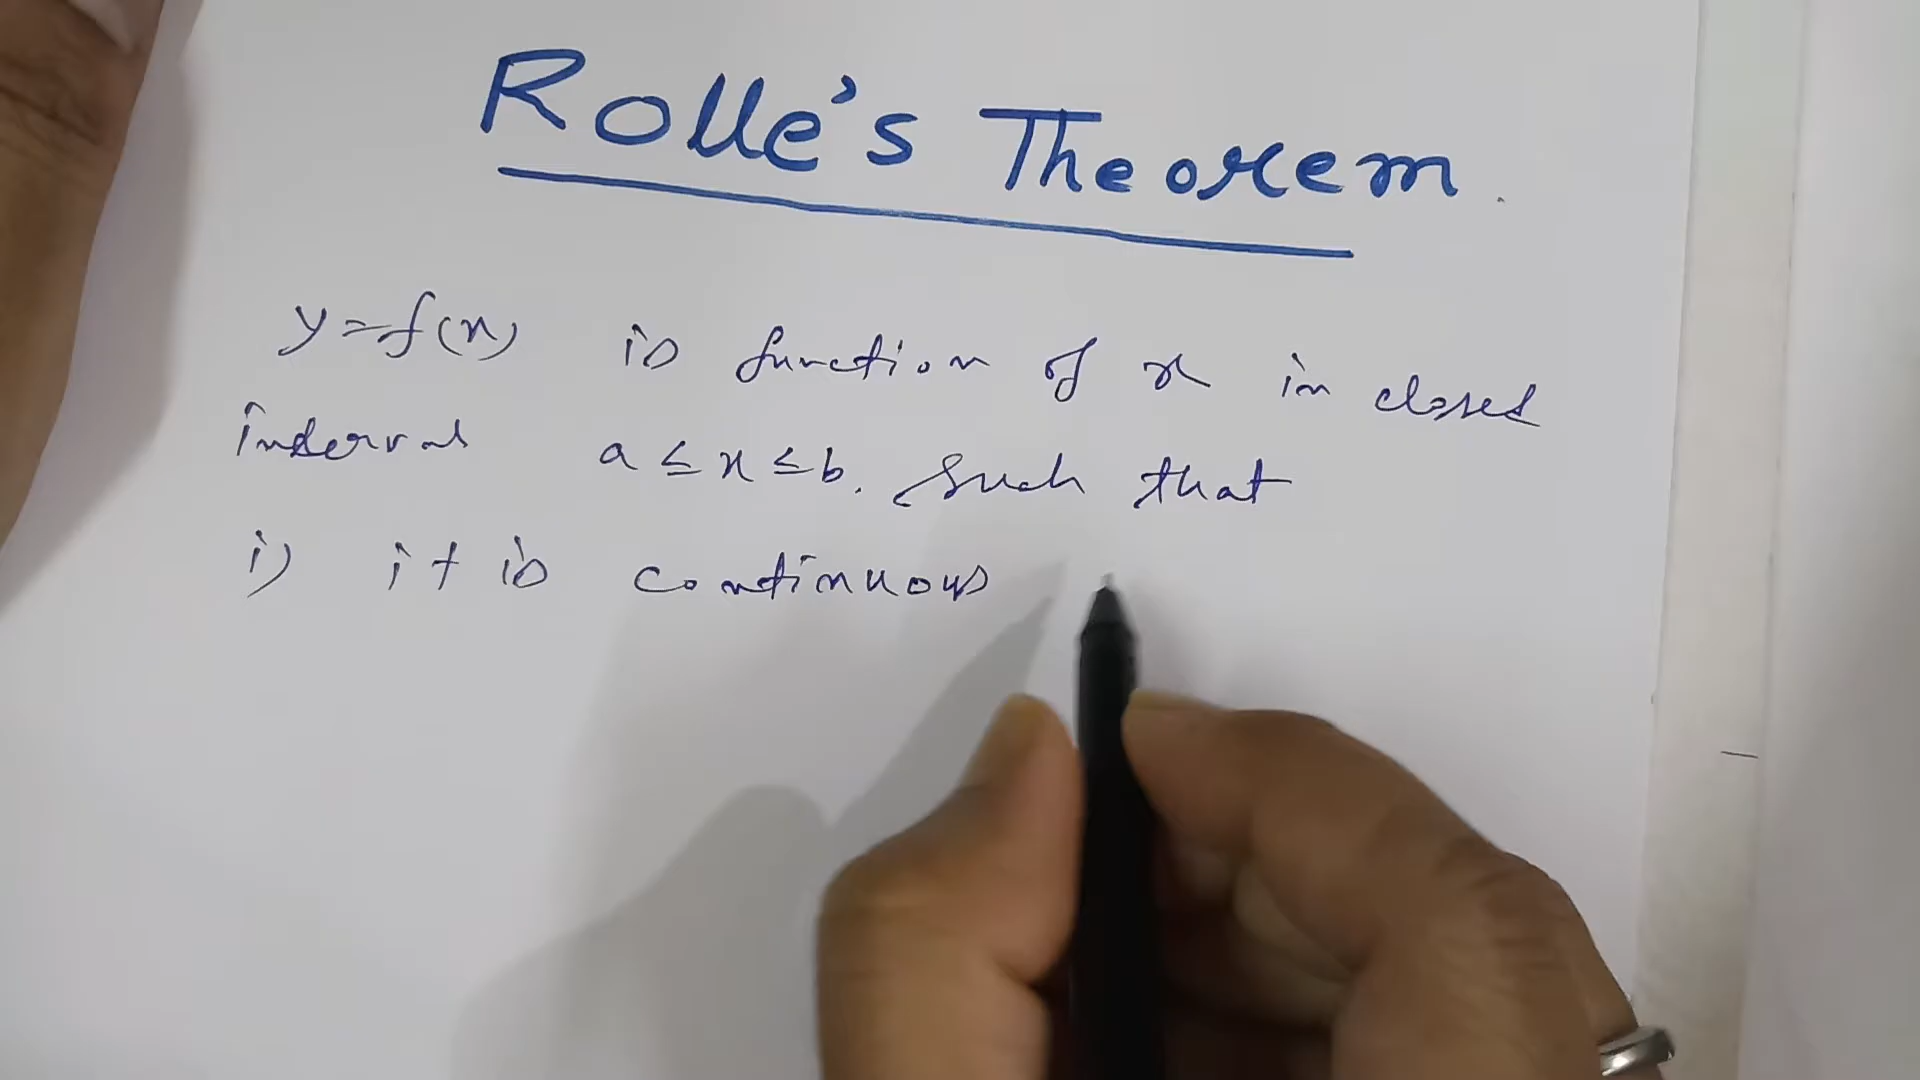 Rolle's Theorem.
y=f(x) is function of x in closed
interval a ≤ x ≤ b. Such that
i) it is continuous